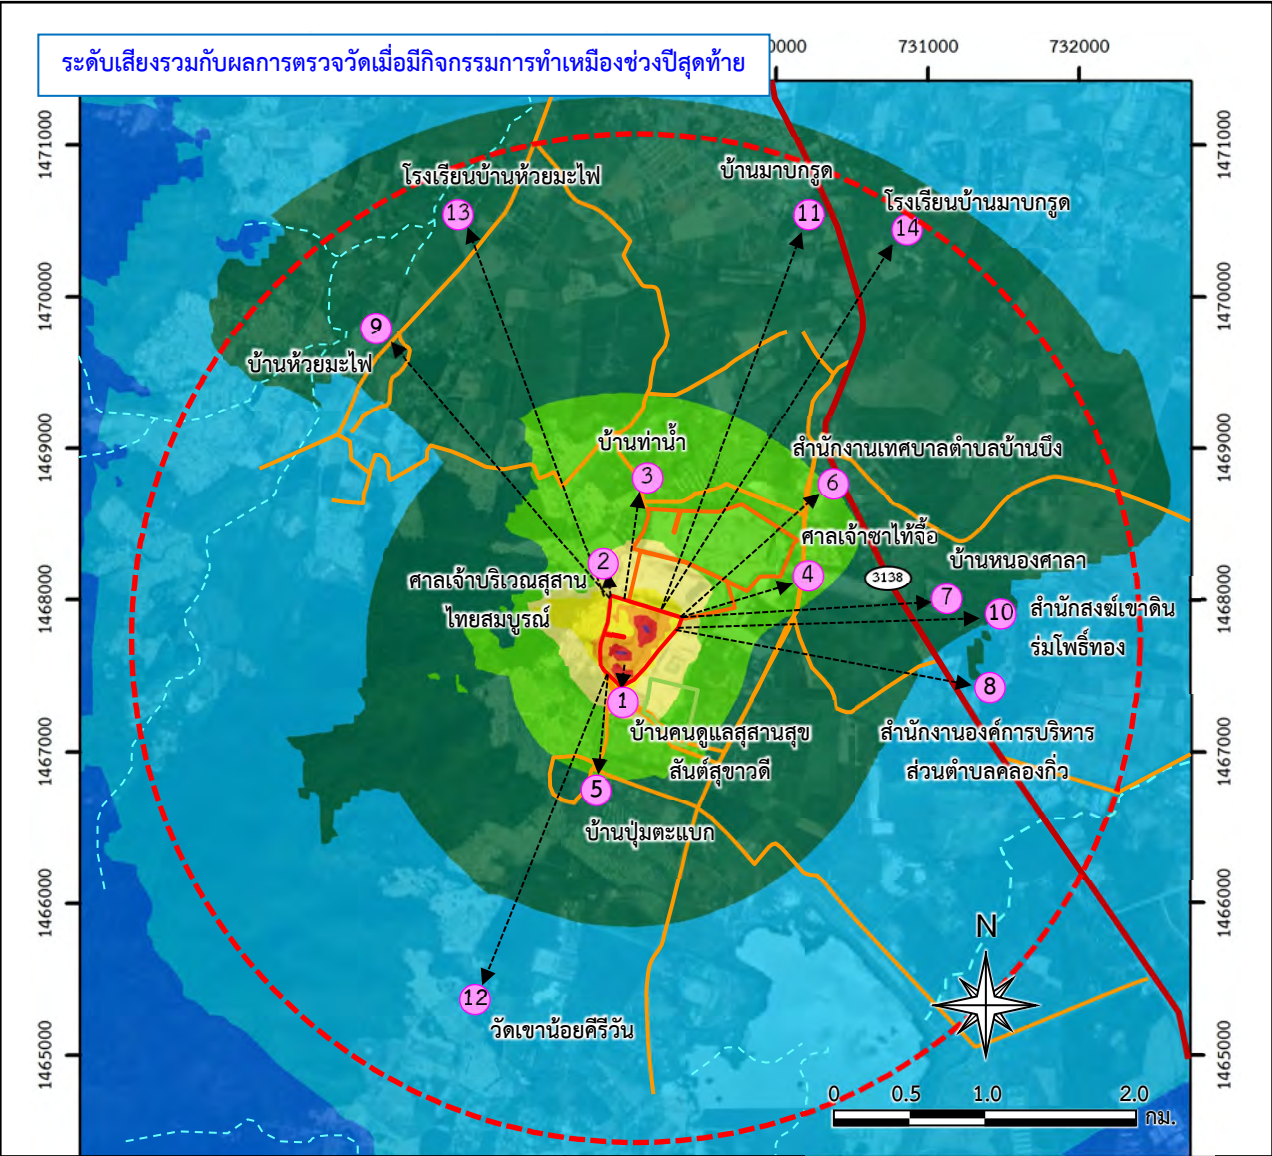 ระดับเสียงรวมกับผลการตรวจวัดเมื่อมีกิจกรรมการทำเหมืองช่วงปีสุดท้าย
0000 731000 732000
1471000
1471000
โรงเรียนบ้านห้วยมะไฟ
13
บ้านมาบกรูด
11
โรงเรียนบ้านมาบกรูด
14
1470000
1470000
9
บ้านห้วยมะไฟ
1469000
1469000
บ้านท่าน้ำ
3
สำนักงานเทศบาลตำบลบ้านบึง
6
ศาลเจ้าซาไท้จื้อ
4
บ้านหนองศาลา
3138
7
2
ศาลเจ้าบริเวณสุสาน
ไทยสมบูรณ์
1468000
1468000
10
สำนักสงฆ์เขาดิน
ร่มโพธิ์ทอง
8
1
บ้านคนดูแลสุสานสุข
สันต์สุขาวดี
สำนักงานองค์การบริหาร
ส่วนตำบลคลองกิ่ว
1467000
1467000
5
บ้านปุ่มตะแบก
1466000
1466000
N
12
วัดเขาน้อยคีรีวัน
1465000
1465000
0 0.5 1.0 2.0
กม.